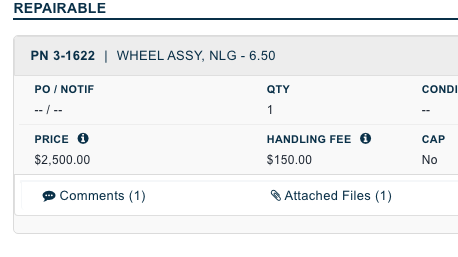 REPAIRABLE
PN 3-1622 | WHEEL ASSY, NLG - 6.50
PO / NOTIF QTY CONDI
-- / -- 1 --
PRICE HANDLING FEE CAP
$2,500.00 $150.00 No
Comments (1) Attached Files (1)